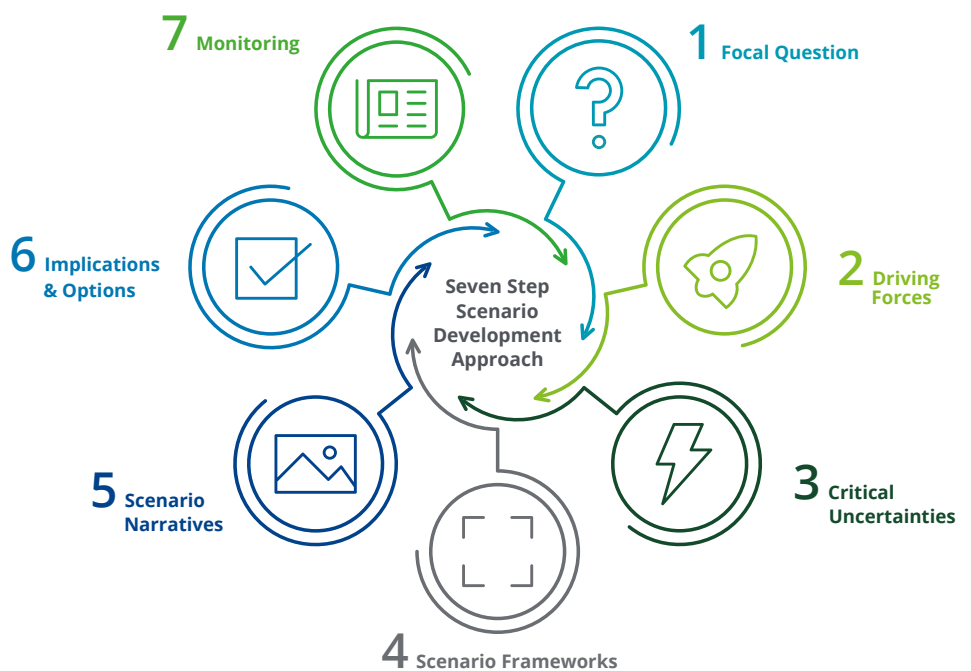 7 Monitoring
1 Focal Question
6 Implications
& Options
Seven Step
Scenario
Development
Approach
2 Driving
Forces
5 Scenario
Narratives
3 Critical
Uncertainties
4 Scenario Frameworks